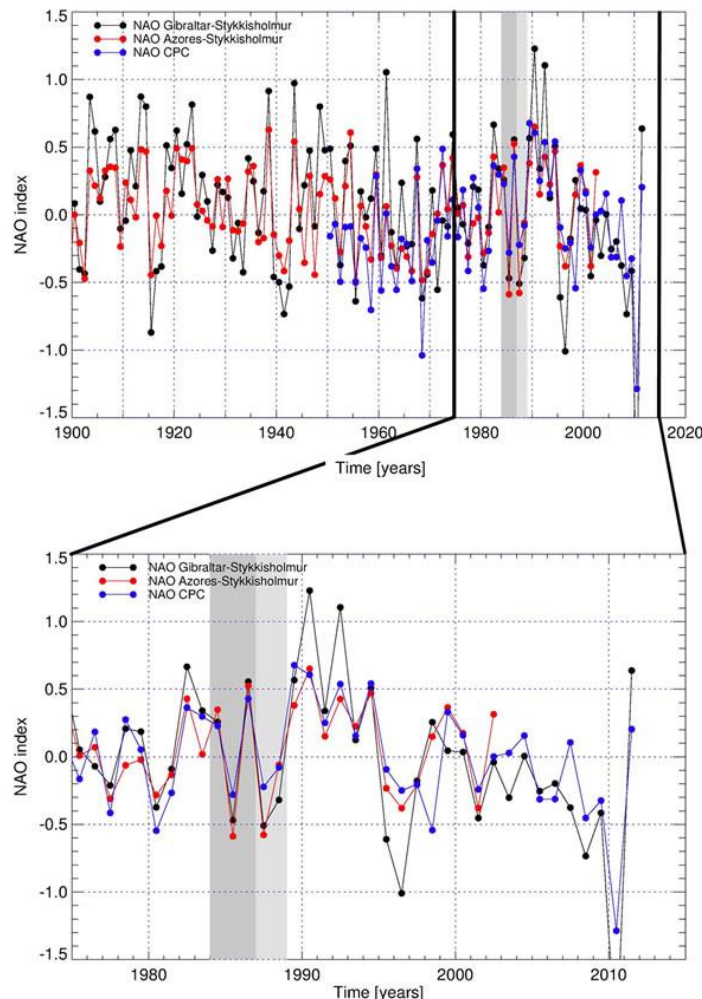 1.5
NAO Gibraltar-Stykkisholmur
NAO Azores-Stykkisholmur
NAO CPC
1.0
0.5
0.0
-0.5
-1.0
-1.5
NAO index
1900 1920 1940 1960 1980 2000 2020
Time [years]
1.5
NAO Gibraltar-Stykkisholmur
NAO Azores-Stykkisholmur
NAO CPC
1.0
0.5
0.0
-0.5
-1.0
-1.5
NAO index
1980 1990 2000 2010
Time [years]